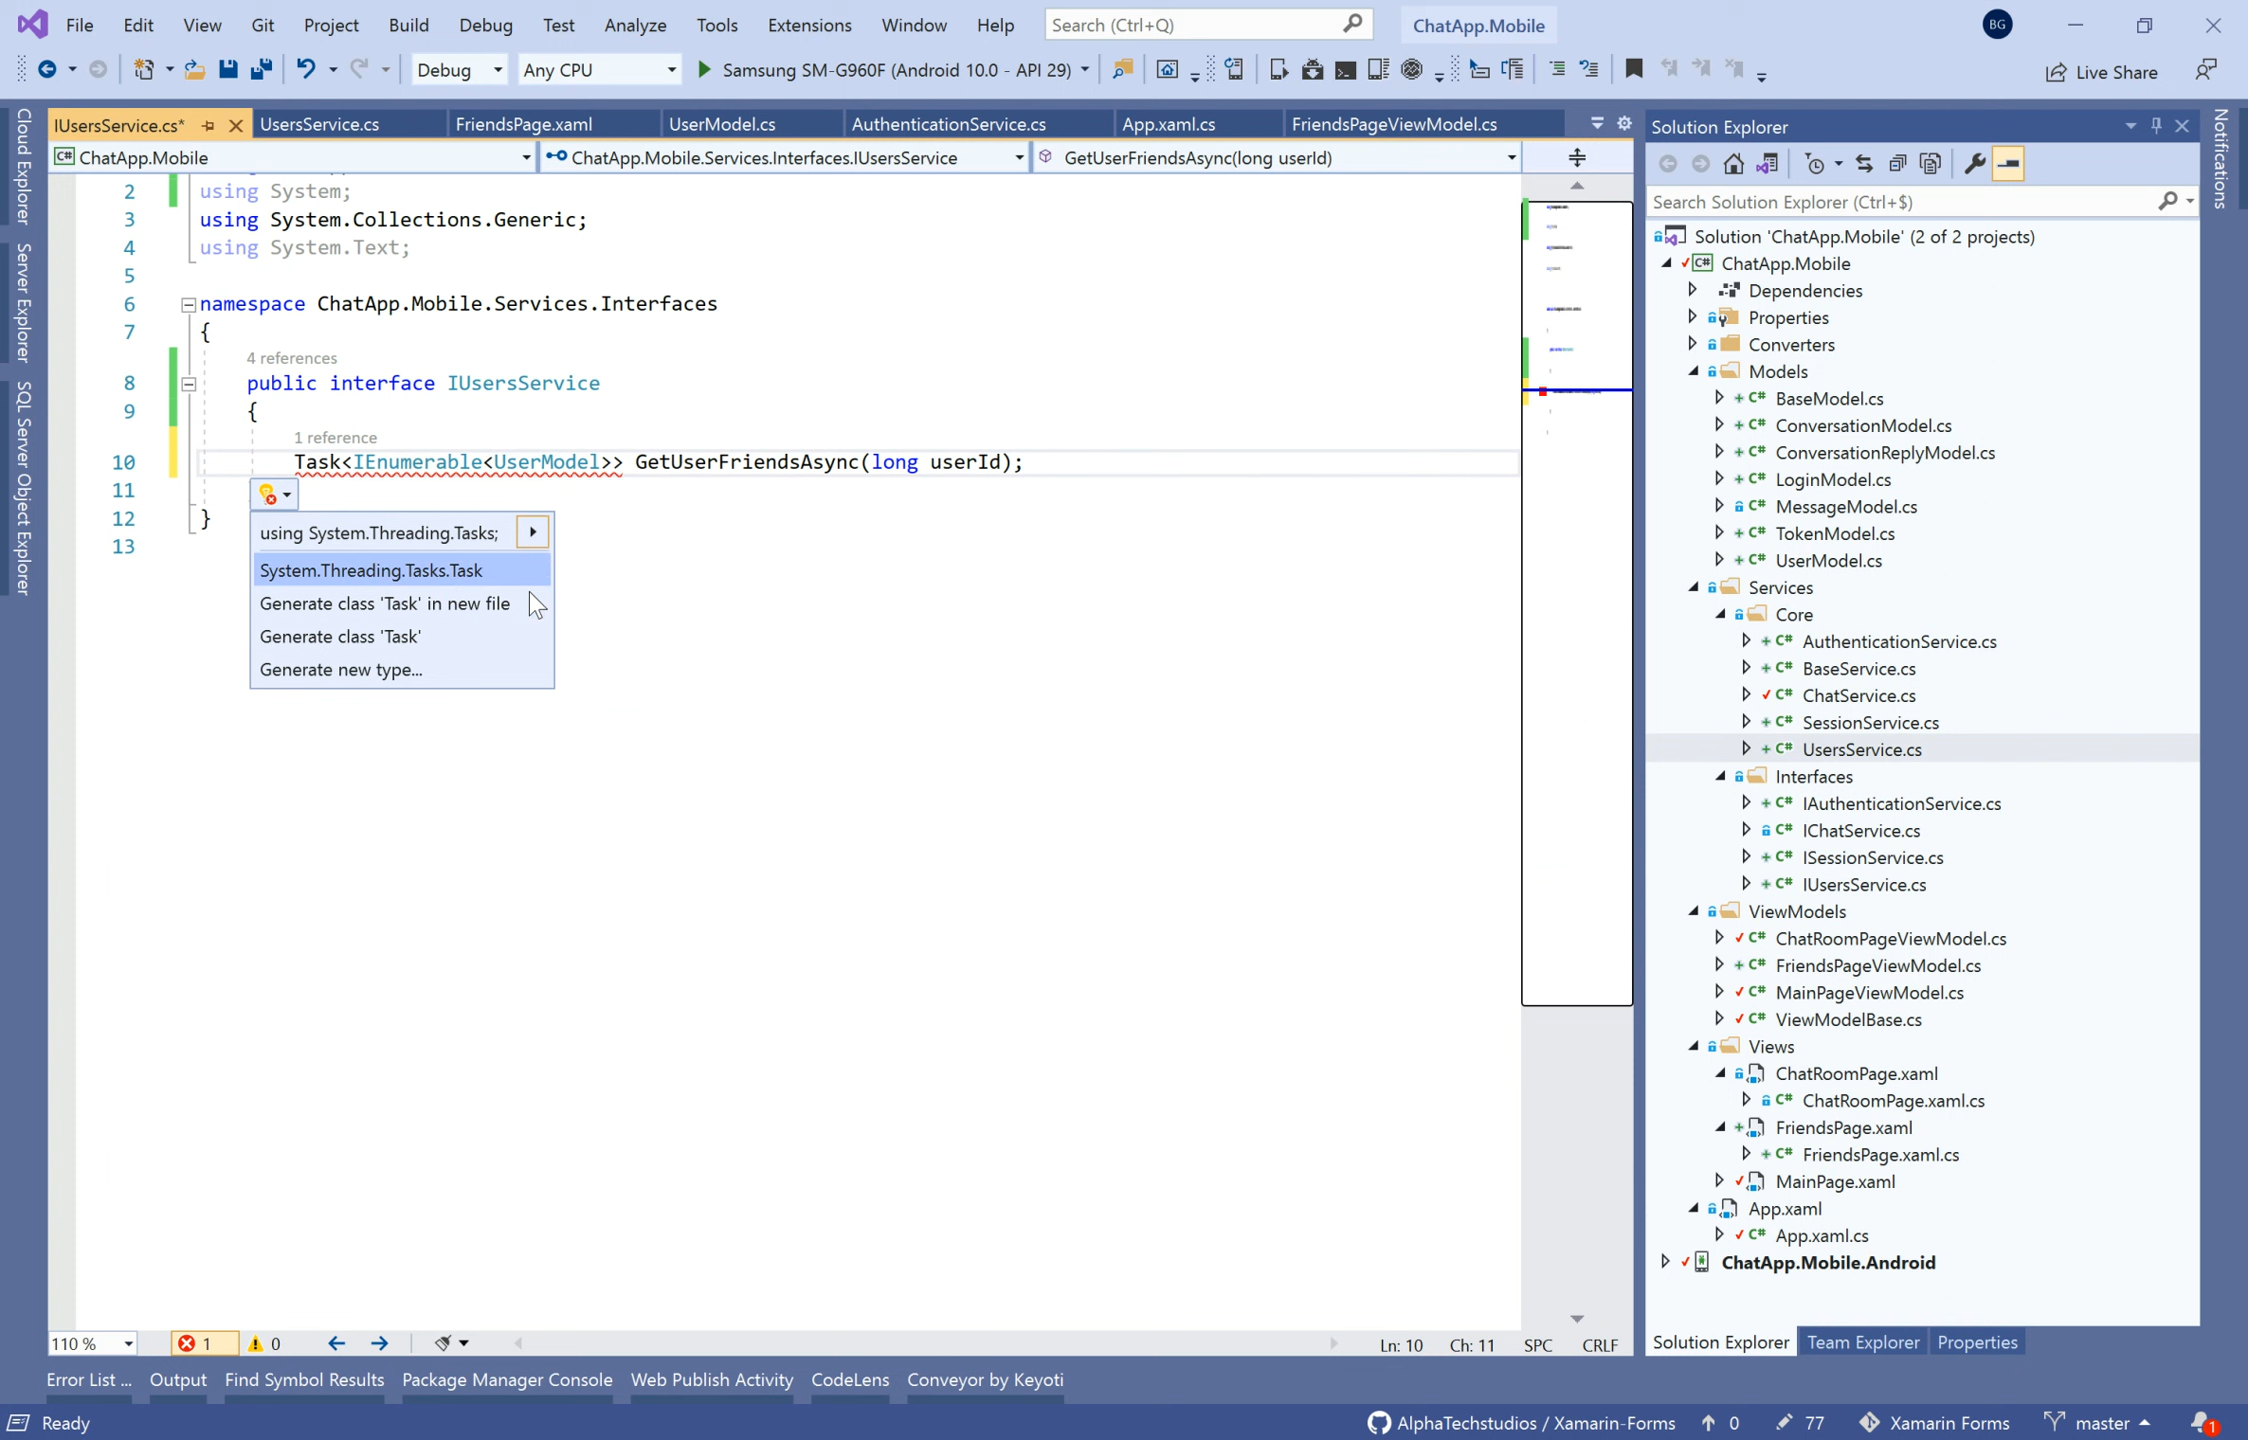 File Edit View Git Project Build Debug Test Analyze Tools Extensions Window Help Search (Ctrl+Q) ChatApp.Mobile BG
Debug Any CPU Samsung SM-G960F (Android 10.0 - API 29) Live Share
IUsersService.cs* UsersService.cs FriendsPage.xaml UserModel.cs AuthenticationService.cs App.xaml.cs FriendsPageViewModel.cs
ChatApp.Mobile ChatApp.Mobile.Services.Interfaces.IUsersService GetUserFriendsAsync(long userId)
Cloud Explorer
Server Explorer
SQL Server Object Explorer
2 using System;
3 using System.Collections.Generic;
4 using System.Text;
5
6 namespace ChatApp.Mobile.Services.Interfaces
7 {
4 references
8 public interface IUsersService
9 {
1 reference
10 Task<IEnumerable<UserModel>> GetUserFriendsAsync(long userId);
11
12 }
13
using System.Threading.Tasks;
System.Threading.Tasks.Task
Generate class 'Task' in new file
Generate class 'Task'
Generate new type...
Solution Explorer
Search Solution Explorer (Ctrl+$)
Solution 'ChatApp.Mobile' (2 of 2 projects)
ChatApp.Mobile
Dependencies
Properties
Converters
Models
BaseModel.cs
ConversationModel.cs
ConversationReplyModel.cs
LoginModel.cs
MessageModel.cs
TokenModel.cs
UserModel.cs
Services
Core
AuthenticationService.cs
BaseService.cs
ChatService.cs
SessionService.cs
UsersService.cs
Interfaces
IAuthenticationService.cs
IChatService.cs
ISessionService.cs
IUsersService.cs
ViewModels
ChatRoomPageViewModel.cs
FriendsPageViewModel.cs
MainPageViewModel.cs
ViewModelBase.cs
Views
ChatRoomPage.xaml
ChatRoomPage.xaml.cs
FriendsPage.xaml
FriendsPage.xaml.cs
MainPage.xaml
App.xaml
App.xaml.cs
ChatApp.Mobile.Android
Notifications
110 % 1 0 Ln: 10 Ch: 11 SPC CRLF
Solution Explorer Team Explorer Properties
Error List ... Output Find Symbol Results Package Manager Console Web Publish Activity CodeLens Conveyor by Keyoti
Ready AlphaTechstudios / Xamarin-Forms 0 77 Xamarin Forms master 1